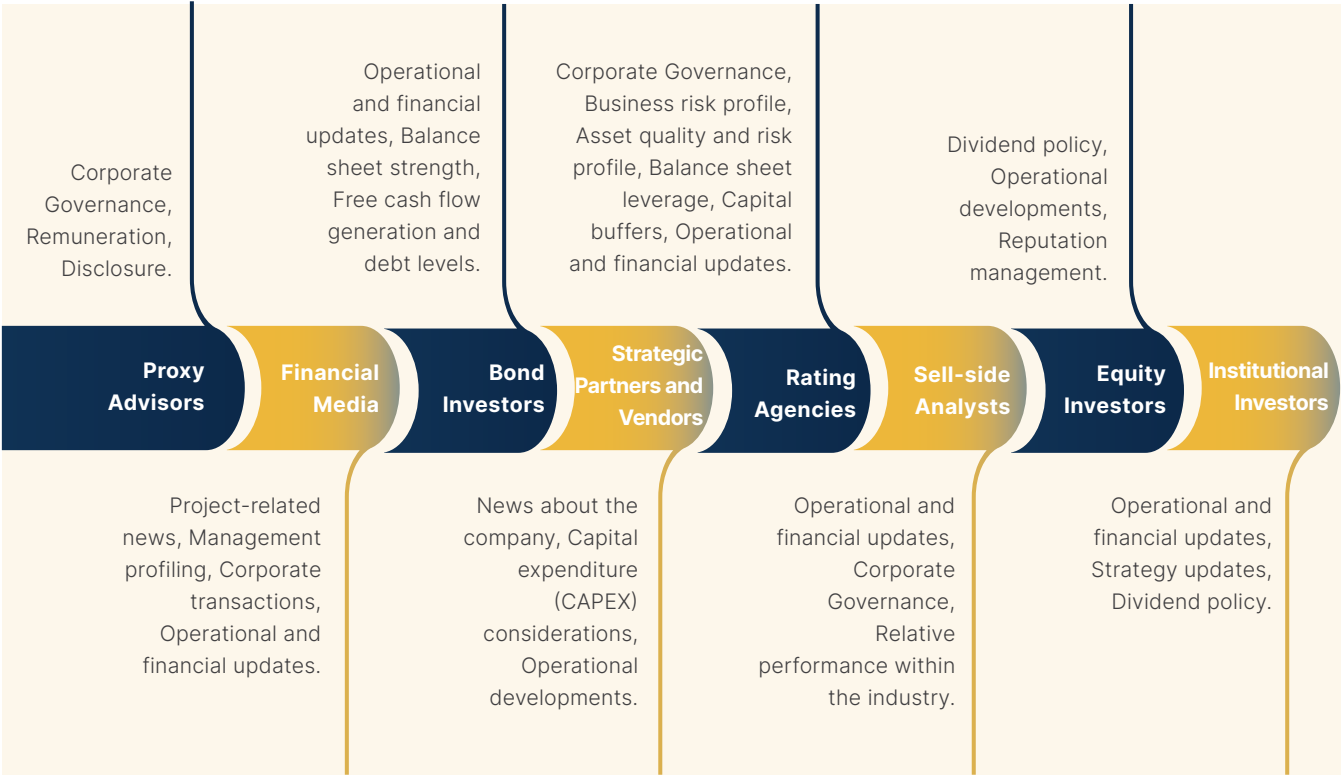 Corporate
Governance,
Remuneration,
Disclosure.
Operational
and financial
updates, Balance
sheet strength,
Free cash flow
generation and
debt levels.
Corporate Governance,
Business risk profile,
Asset quality and risk
profile, Balance sheet
leverage, Capital
buffers, Operational
and financial updates.
Dividend policy,
Operational
developments,
Reputation
management.
Proxy
Advisors
Financial
Media
Bond
Investors
Strategic
Partners and
Vendors
Rating
Agencies
Sell-side
Analysts
Equity
Investors
Institutional
Investors
Project-related
news, Management
profiling, Corporate
transactions,
Operational and
financial updates.
News about the
company, Capital
expenditure
(CAPEX)
considerations,
Operational
developments.
Operational and
financial updates,
Corporate
Governance,
Relative
performance within
the industry.
Operational and
financial updates,
Strategy updates,
Dividend policy.